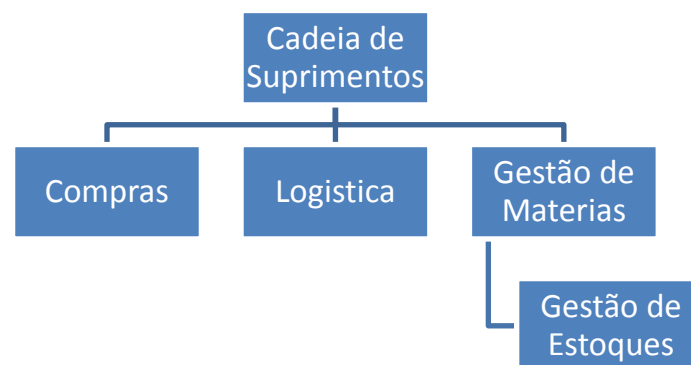 Cadeia de
Suprimentos
Compras
Logistica
Gestão de
Materias
Gestão de
Estoques